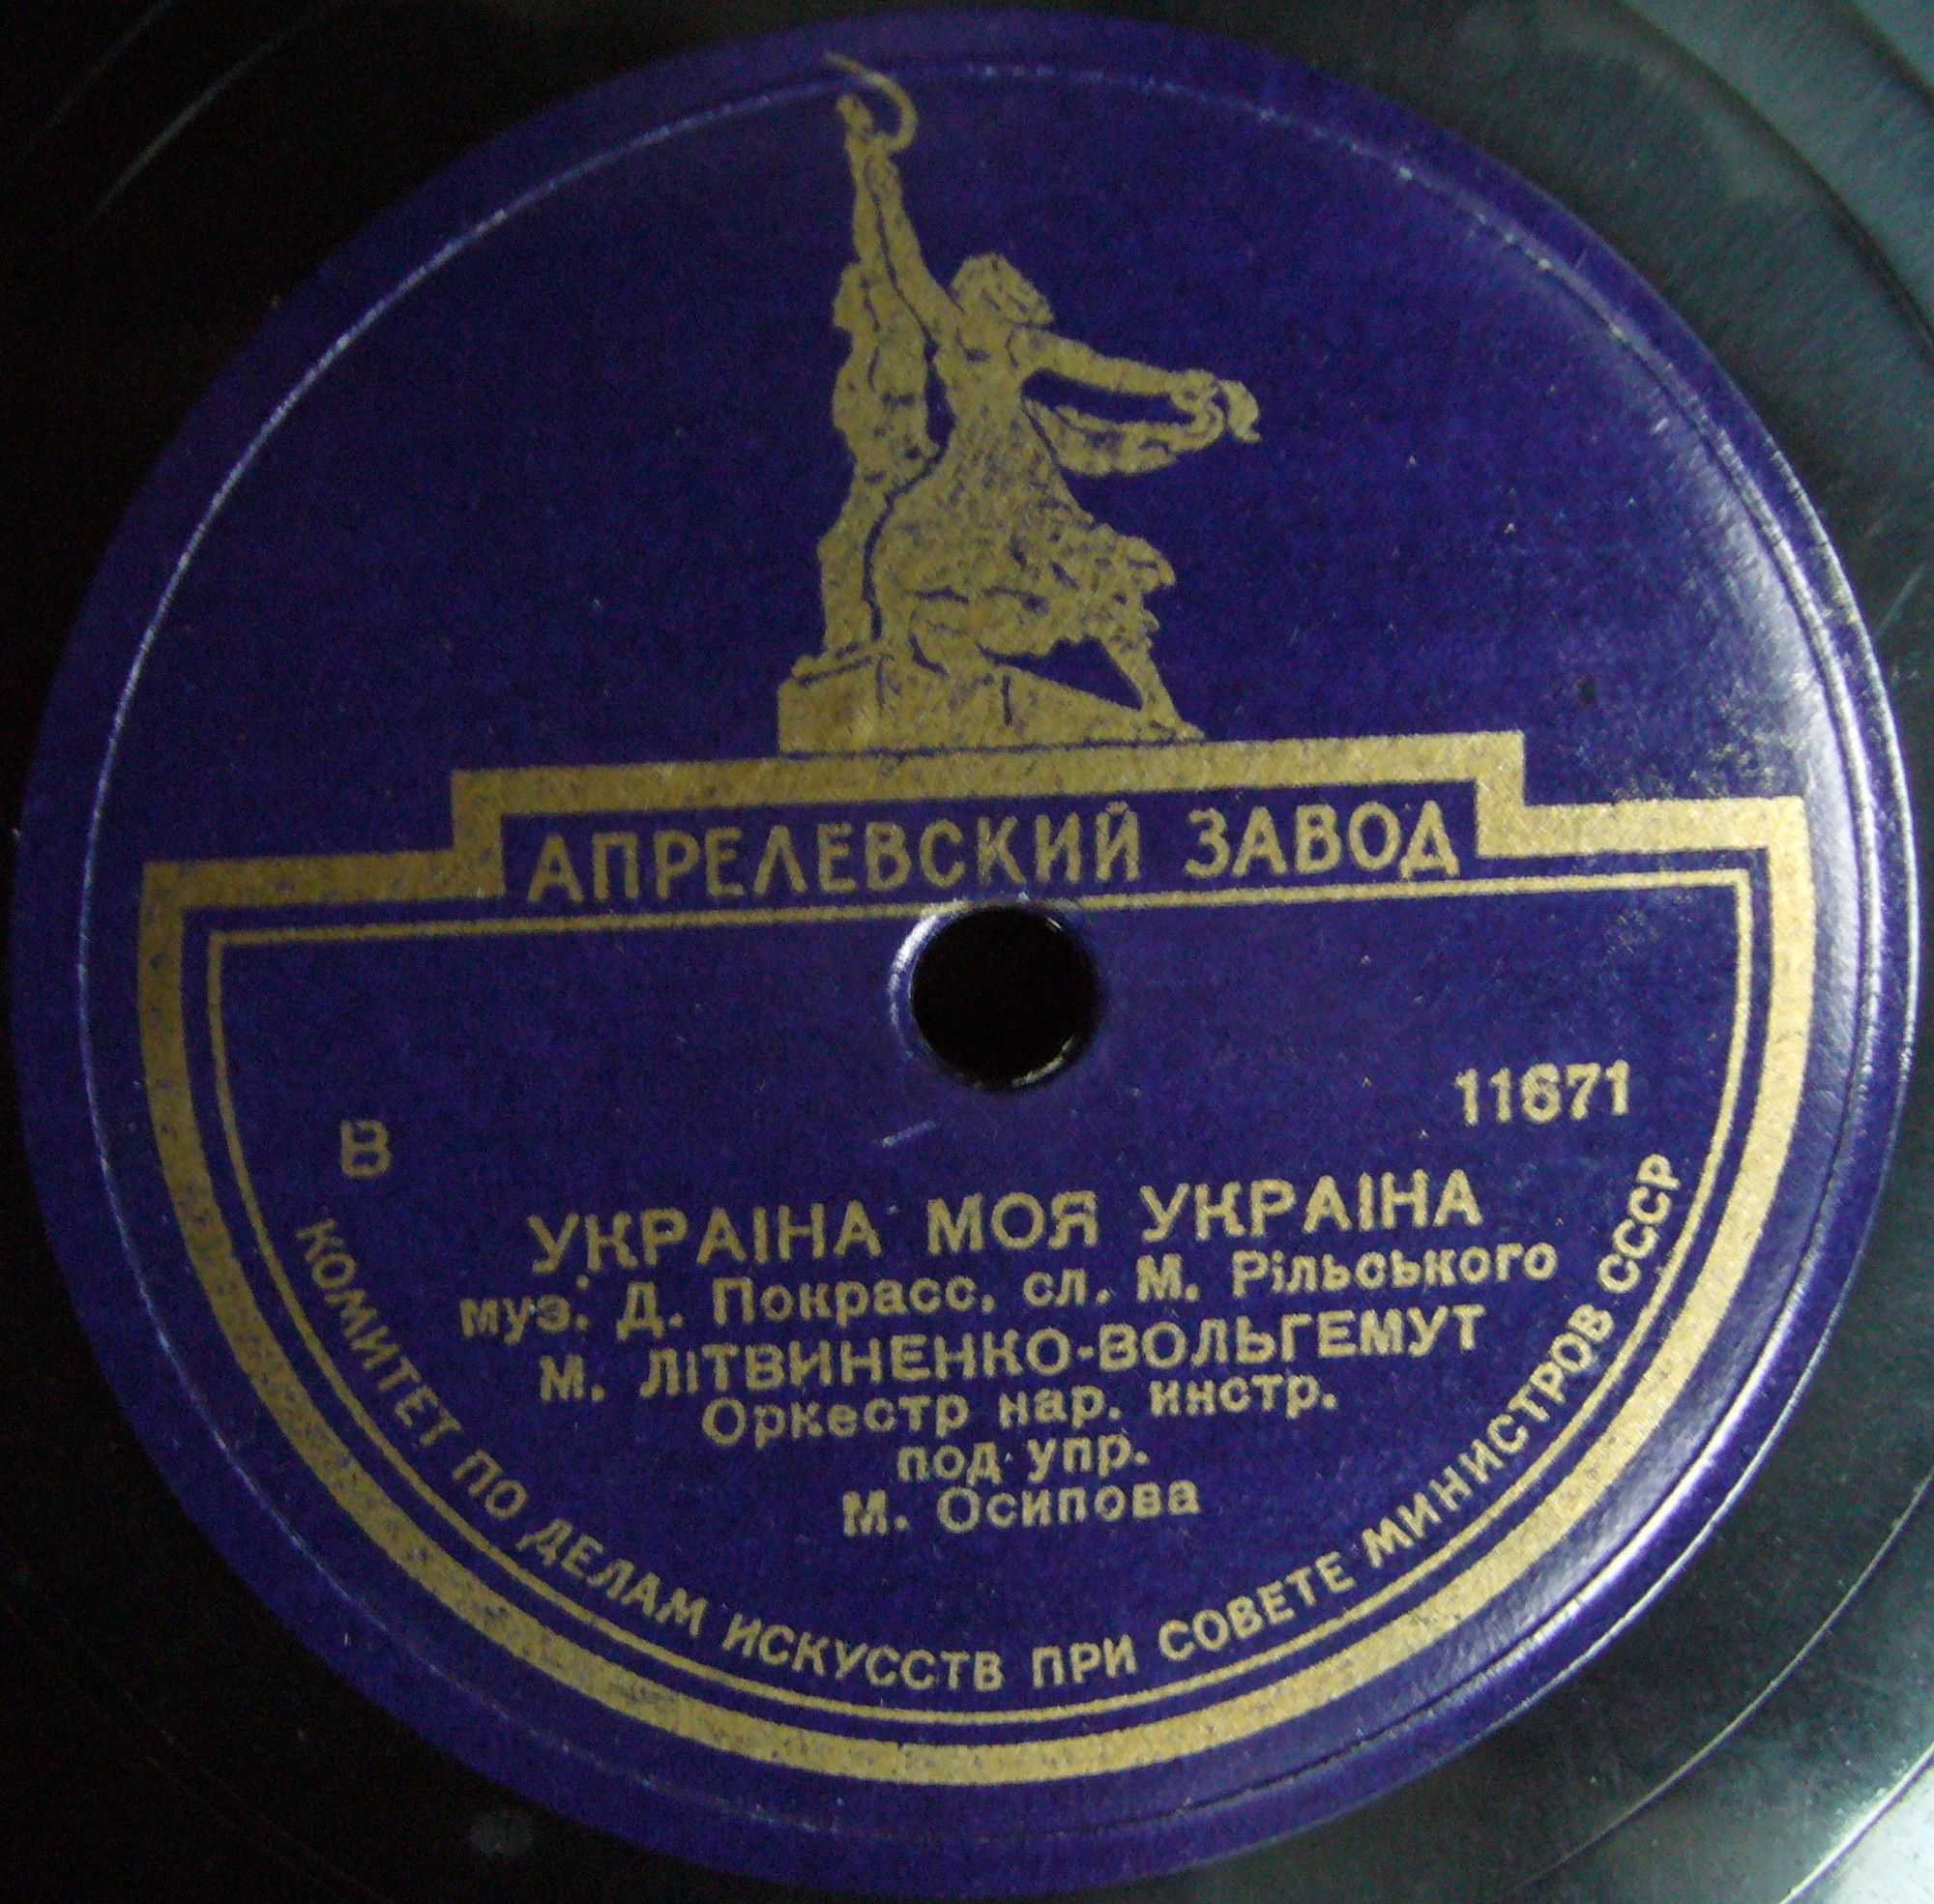 АПРЕЛЕВСКИЙ ЗАВОД
В
11671
УКРАІНА МОЯ УКРАІНА
муз. Д. Покрасс, сл. М. Рільського
М. ЛІТВИНЕНКО-ВОЛЬГЕМУТ
Оркестр нар. инстр.
под упр.
М. Осипова
КОМИТЕТ ПО ДЕЛАМ ИСКУССТВ ПРИ СОВЕТЕ МИНИСТРОВ СССР